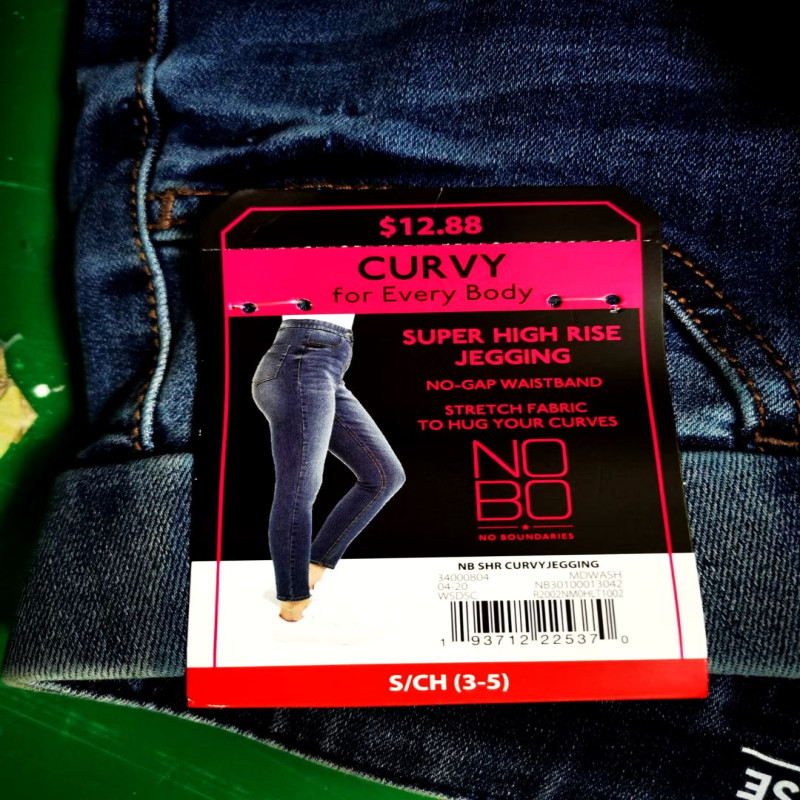 $12.88
CURVY
for Every Body
SUPER HIGH RISE
JEGGING
NO-GAP WAISTBAND
STRETCH FABRIC
TO HUG YOUR CURVES
NO
BO
NO BOUNDARIES
NB SHR CURVYJEGGING
34000804 MDWASH
04-20 NB30100013042
WSD5C R2002NM0HLT1002
1 93712 22537 0
S/CH (3-5)